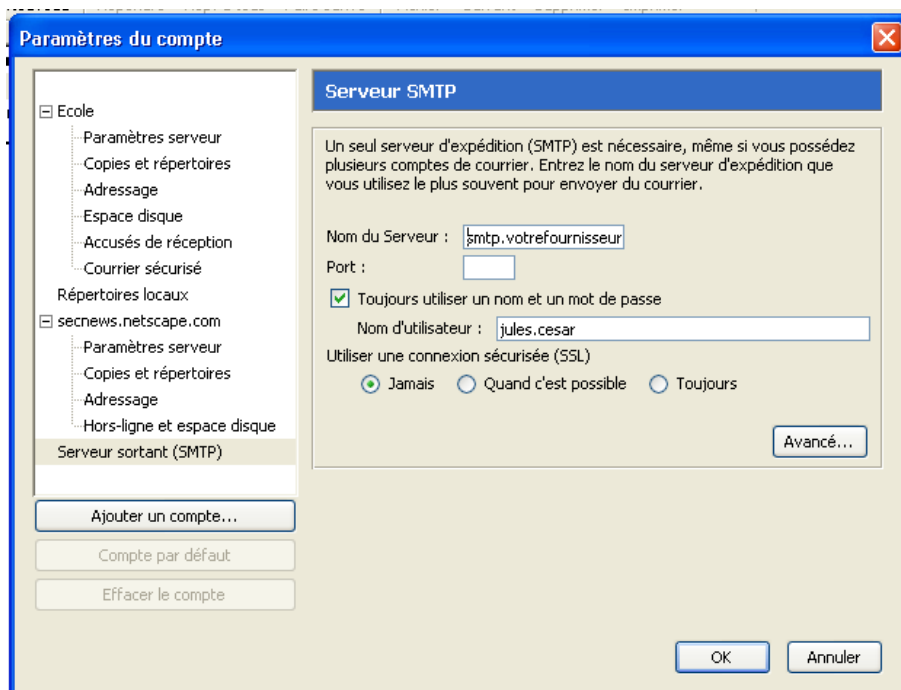 Paramètres du compte
Ecole
Paramètres serveur
Copies et répertoires
Adressage
Espace disque
Accusés de réception
Courrier sécurisé
Répertoires locaux
secnews.netscape.com
Paramètres serveur
Copies et répertoires
Adressage
Hors-ligne et espace disque
Serveur sortant (SMTP)
Ajouter un compte...
Compte par défaut
Effacer le compte
Serveur SMTP
Un seul serveur d'expédition (SMTP) est nécessaire, même si vous possédez
plusieurs comptes de courrier. Entrez le nom du serveur d'expédition que
vous utilisez le plus souvent pour envoyer du courrier.
Nom du Serveur : smtp.votrefournisseur
Port :
Toujours utiliser un nom et un mot de passe
Nom d'utilisateur : jules.cesar
Utiliser une connexion sécurisée (SSL)
Jamais Quand c'est possible Toujours
Avancé...
OK Annuler